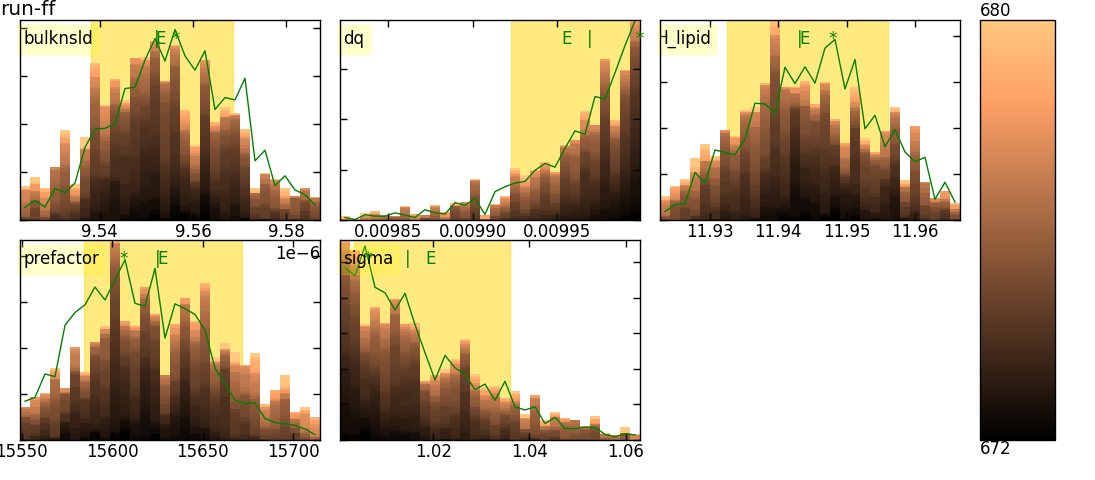 run-ff
680
bulknsld | E *
dq E | *
l_lipid | E *
9.54 9.56 9.58
0.00985 0.00990 0.00995
11.93 11.94 11.95 11.96
prefactor * | E 1e−6
sigma * | E
15550 15600 15650 15700
1.02 1.04 1.06
672